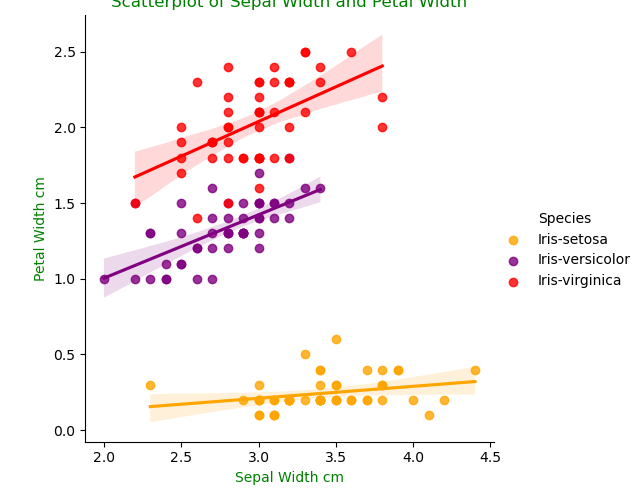 Scatterplot of Sepal Width and Petal Width
2.5
2.0
1.5
1.0
0.5
0.0
Petal Width cm
2.0 2.5 3.0 3.5 4.0 4.5
Sepal Width cm
Species
Iris-setosa
Iris-versicolor
Iris-virginica